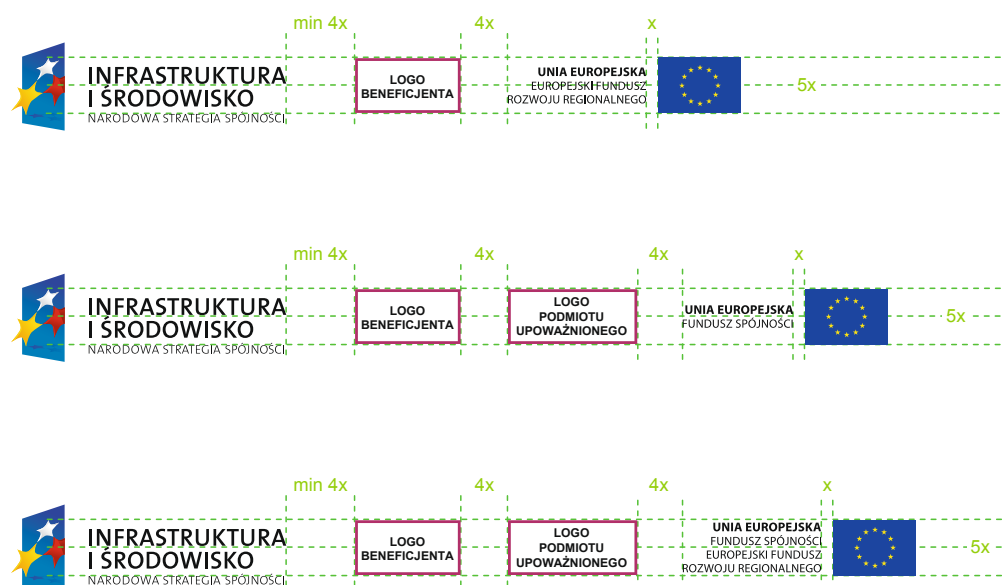 min 4x 4x x
INFRASTRUKTURA
I ŚRODOWISKO
NARODOWA STRATEGIA SPÓJNOŚCI
LOGO
BENEFICJENTA
UNIA EUROPEJSKA
EUROPEJSKI FUNDUSZ
ROZWOJU REGIONALNEGO
5x
min 4x 4x 4x x
INFRASTRUKTURA
I ŚRODOWISKO
NARODOWA STRATEGIA SPÓJNOŚCI
LOGO
BENEFICJENTA
LOGO
PODMIOTU
UPOWAŻNIONEGO
UNIA EUROPEJSKA
FUNDUSZ SPÓJNOŚCI
5x
min 4x 4x 4x x
INFRASTRUKTURA
I ŚRODOWISKO
NARODOWA STRATEGIA SPÓJNOŚCI
LOGO
BENEFICJENTA
LOGO
PODMIOTU
UPOWAŻNIONEGO
UNIA EUROPEJSKA
FUNDUSZ SPÓJNOŚCI
EUROPEJSKI FUNDUSZ
ROZWOJU REGIONALNEGO
5x